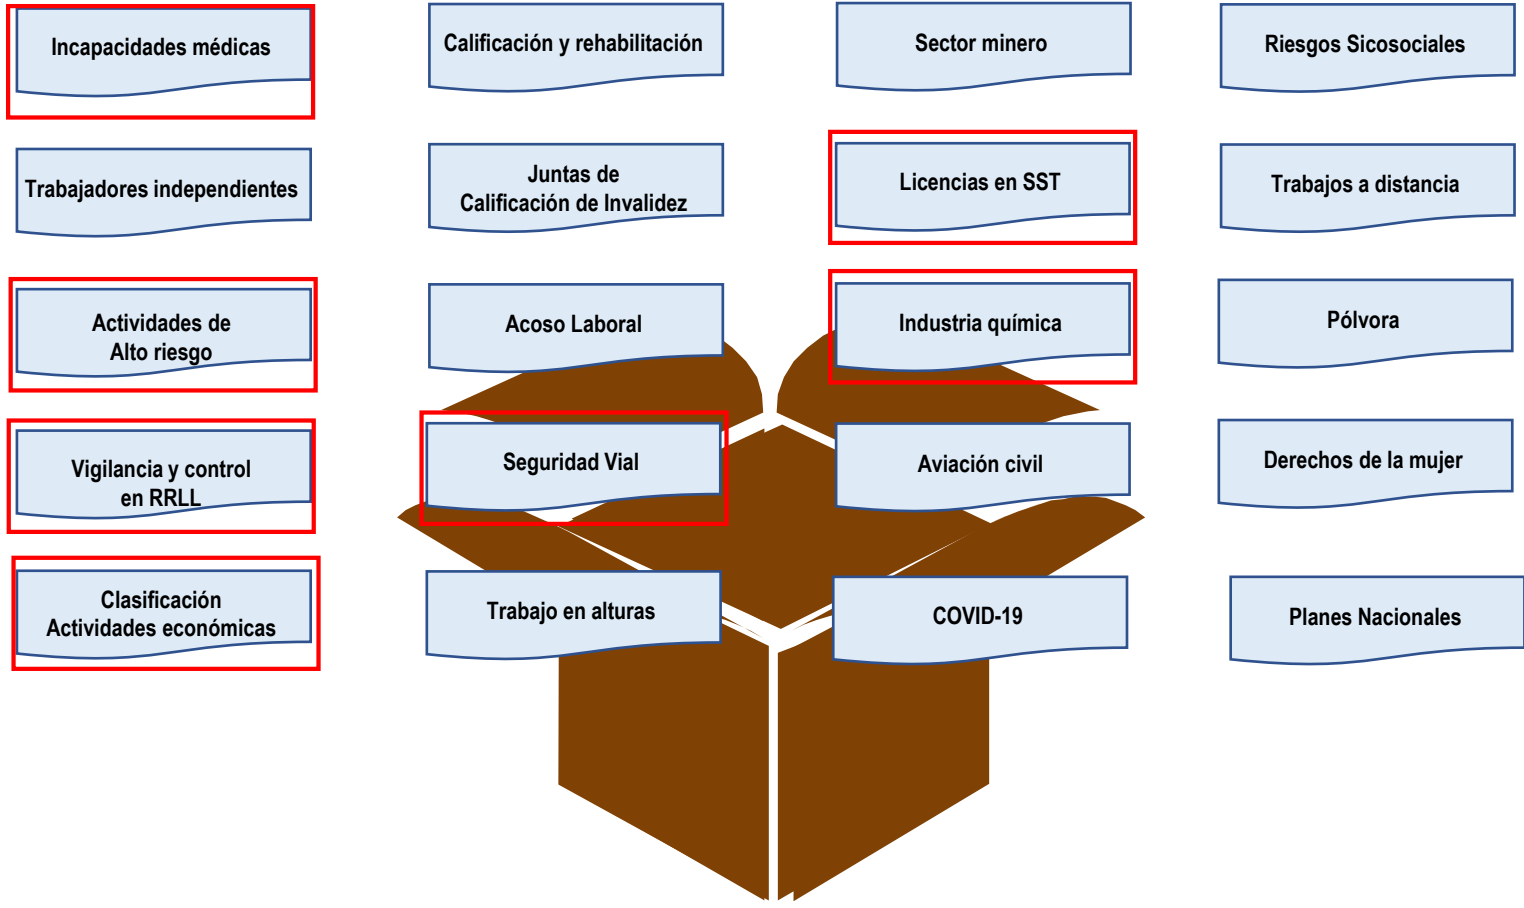 Incapacidades médicas
Calificación y rehabilitación
Sector minero
Riesgos Sicosociales
Trabajadores independientes
Juntas de
Calificación de Invalidez
Licencias en SST
Trabajos a distancia
Actividades de
Alto riesgo
Acoso Laboral
Industria química
Pólvora
Vigilancia y control
en RRLL
Seguridad Vial
Aviación civil
Derechos de la mujer
Clasificación
Actividades económicas
Trabajo en alturas
COVID-19
Planes Nacionales